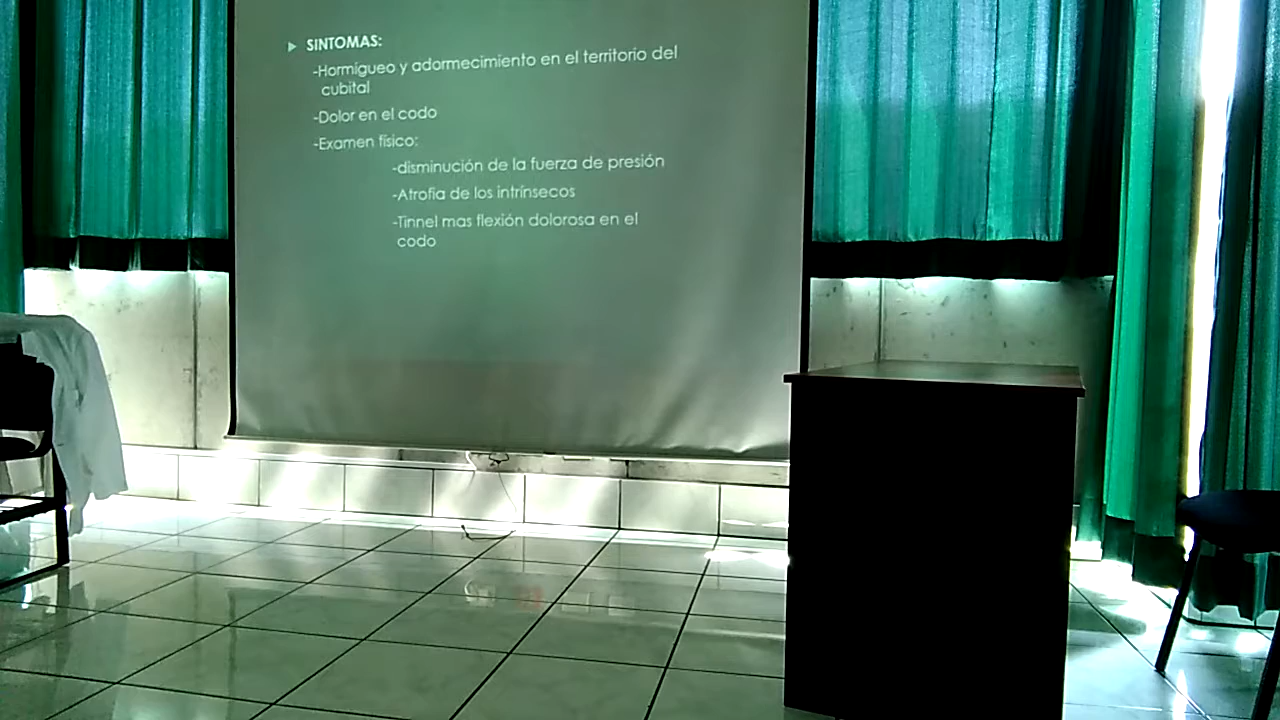 SINTOMAS:
-Hormigueo y adormecimiento en el territorio del
cubital
-Dolor en el codo
-Examen físico:
-disminución de la fuerza de presión
-Atrofia de los intrínsecos
-Tinnel mas flexión dolorosa en el
codo